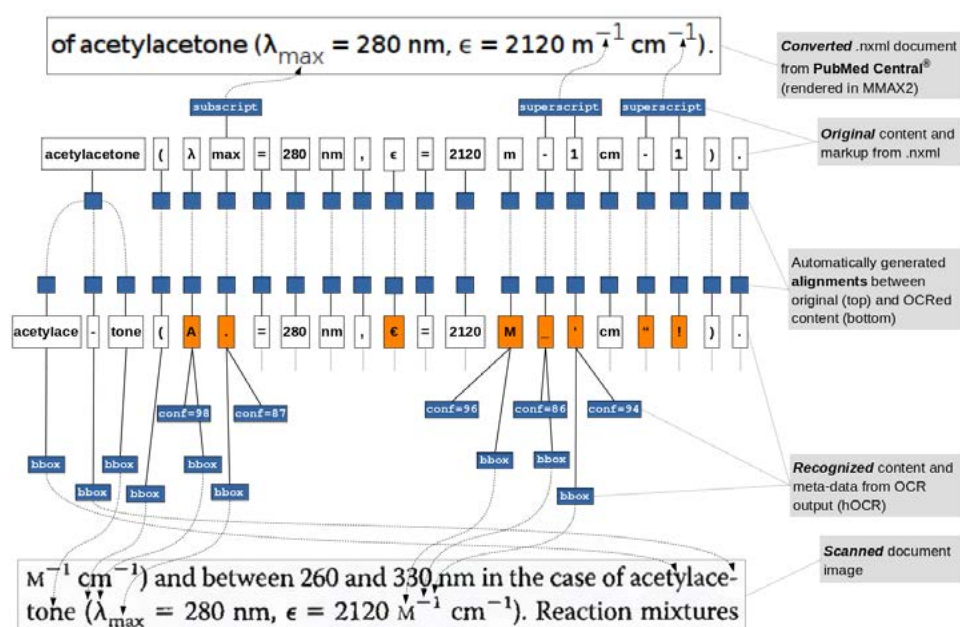 of acetylacetone (λmax = 280 nm, ϵ = 2120 m⁻¹ cm⁻¹).
Converted .nxml document
from PubMed Central®
(rendered in MMAX2)
subscript superscript superscript
Original content and
markup from .nxml
acetylacetone ( λ max = 280 nm , ϵ = 2120 m - 1 cm - 1 ) .
Automatically generated
alignments between
original (top) and OCRed
content (bottom)
acetylace - tone ( A . = 280 nm , € = 2120 M _ ' cm " ! ) .
conf=98 conf=87 conf=96 conf=86 conf=94
bbox bbox bbox bbox bbox
bbox bbox bbox bbox
Recognized content and
meta-data from OCR
output (hOCR)
Scanned document
image
M⁻¹ cm⁻¹) and between 260 and 330 nm in the case of acetylace-
tone (λmax = 280 nm, ϵ = 2120 M⁻¹ cm⁻¹). Reaction mixtures